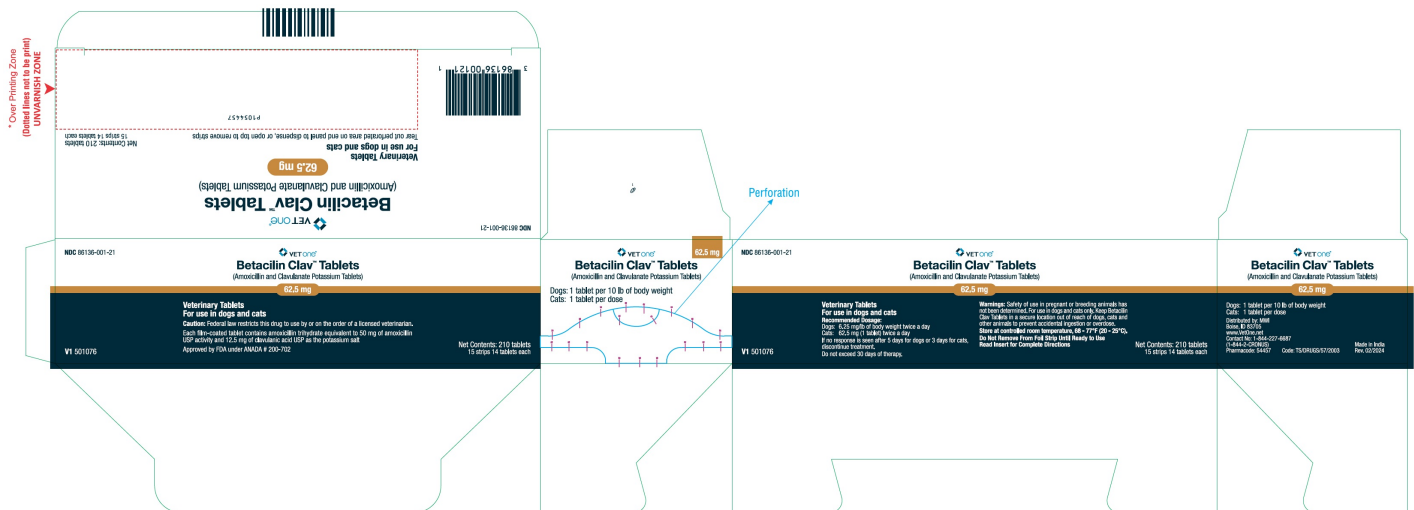 * Over Printing Zone
(Dotted lines not to be print)
UNVARNISH ZONE
3 86136 00121 1
P1054457
Tear out perforated area on end panel to dispense, or open top to remove strips
For use in dogs and cats
Veterinary Tablets
Net Contents: 210 tablets
15 strips 14 tablets each
62.5 mg
(Amoxicillin and Clavulanate Potassium Tablets)
Betacilin Clav™ Tablets
VETone®
NDC 86136-001-21
Perforation
NDC 86136-001-21
VETone®
Betacilin Clav™ Tablets
(Amoxicillin and Clavulanate Potassium Tablets)
62.5 mg
Veterinary Tablets
For use in dogs and cats
Caution: Federal law restricts this drug to use by or on the order of a licensed veterinarian.
Each film-coated tablet contains amoxicillin trihydrate equivalent to 50 mg of amoxicillin
USP activity and 12.5 mg of clavulanic acid USP as the potassium salt
Approved by FDA under ANADA # 200-702
V1 501076
Net Contents: 210 tablets
15 strips 14 tablets each
62.5 mg
VETone®
Betacilin Clav™ Tablets
(Amoxicillin and Clavulanate Potassium Tablets)
Dogs: 1 tablet per 10 lb of body weight
Cats: 1 tablet per dose
NDC 86136-001-21
VETone®
Betacilin Clav™ Tablets
(Amoxicillin and Clavulanate Potassium Tablets)
62.5 mg
Veterinary Tablets
For use in dogs and cats
Recommended Dosage:
Dogs: 6.25 mg/lb of body weight twice a day
Cats: 62.5 mg (1 tablet) twice a day
If no response is seen after 5 days for dogs or 3 days for cats,
discontinue treatment.
Do not exceed 30 days of therapy.
Warnings: Safety of use in pregnant or breeding animals has
not been determined. For use in dogs and cats only. Keep Betacilin
Clav Tablets in a secure location out of reach of dogs, cats and
other animals to prevent accidental ingestion or overdose.
Store at controlled room temperature, 68 - 77°F (20 - 25°C).
Do Not Remove From Foil Strip Until Ready to Use
Read Insert for Complete Directions
V1 501076
Net Contents: 210 tablets
15 strips 14 tablets each
VETone®
Betacilin Clav™ Tablets
(Amoxicillin and Clavulanate Potassium Tablets)
62.5 mg
Dogs: 1 tablet per 10 lb of body weight
Cats: 1 tablet per dose
Distributed by: MWI
Boise, ID 83705
www.VetOne.net
Contact No: 1-844-227-6687
(1-844-2-CRONUS)
Pharmacode: 54457
Code: TS/DRUGS/57/2003
Made in India
Rev. 02/2024